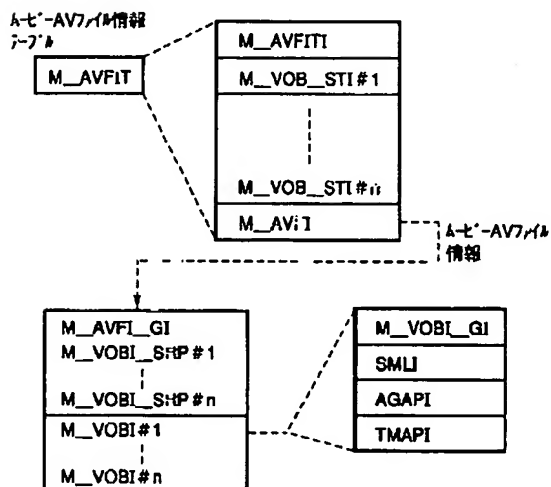 ムービーAVファイル情報
テーブル
M_AVFIT
M_AVFITI
M_VOB_STI#1
M_VOB_STI#n
M_AVFI
ムービーAVファイル
情報
M_AVFI_GI
M_VOBI_SRP#1
M_VOBI_SRP#n
M_VOBI#1
M_VOBI#n
M_VOBI_GI
SMLI
AGAPI
TMAPI